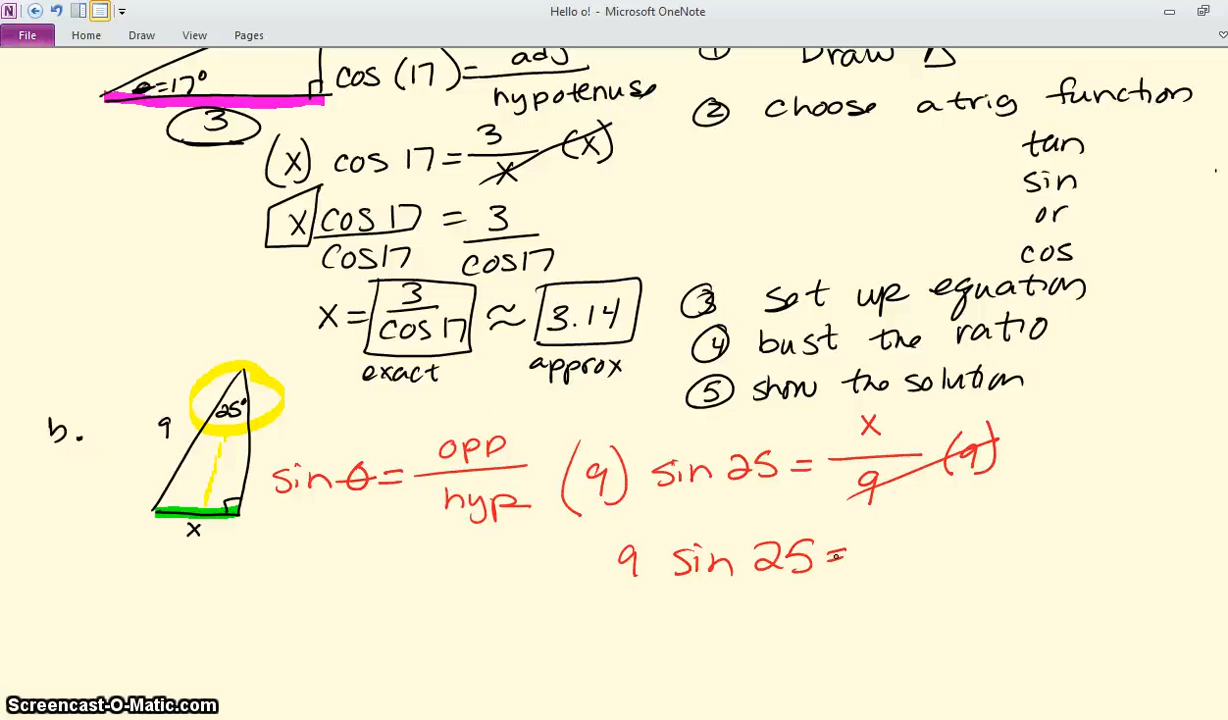 Hello o! - Microsoft OneNote
File Home Draw View Pages
θ=17°
3
cos (17) = adj / hypotenuse
(x) cos 17 = 3 / x (x)
x cos 17 / cos 17 = 3 / cos 17
x = 3 / cos 17 ≈ 3.14
exact approx
① Draw Δ
② choose a trig function
tan
sin
or
cos
③ set up equation
④ bust the ratio
⑤ show the solution
b.
9
25°
x
sin θ = opp / hyp
(9) sin 25 = x / 9 (9)
9 sin 25 =
Screencast-O-Matic.com